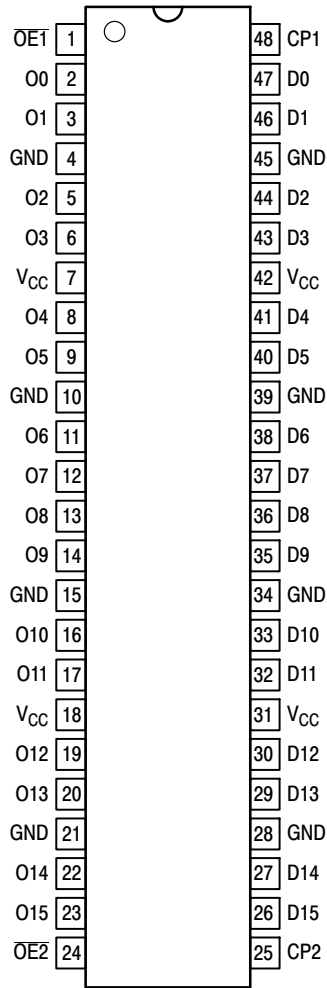 O̅E̅1̅ 1 48 CP1
O0 2 47 D0
O1 3 46 D1
GND 4 45 GND
O2 5 44 D2
O3 6 43 D3
VCC 7 42 VCC
O4 8 41 D4
O5 9 40 D5
GND 10 39 GND
O6 11 38 D6
O7 12 37 D7
O8 13 36 D8
O9 14 35 D9
GND 15 34 GND
O10 16 33 D10
O11 17 32 D11
VCC 18 31 VCC
O12 19 30 D12
O13 20 29 D13
GND 21 28 GND
O14 22 27 D14
O15 23 26 D15
O̅E̅2̅ 24 25 CP2